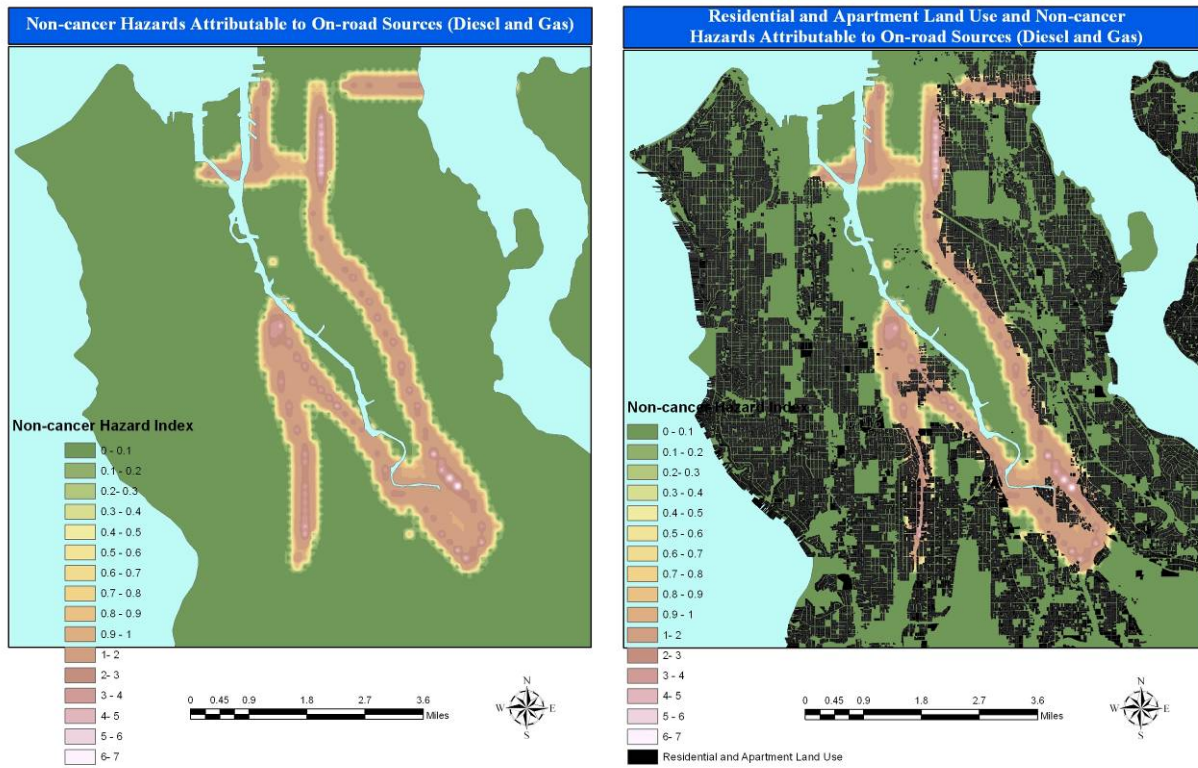 Non-cancer Hazards Attributable to On-road Sources (Diesel and Gas)
Non-cancer Hazard Index
0 - 0.1
0.1 - 0.2
0.2- 0.3
0.3 - 0.4
0.4 - 0.5
0.5 - 0.6
0.6 - 0.7
0.7 - 0.8
0.8 - 0.9
0.9 - 1
1- 2
2- 3
3 - 4
4- 5
5 - 6
6- 7
0 0.45 0.9 1.8 2.7 3.6
Miles
N
W E
S
Residential and Apartment Land Use and Non-cancer
Hazards Attributable to On-road Sources (Diesel and Gas)
Non-cancer Hazard Index
0 - 0.1
0.1 - 0.2
0.2 - 0.3
0.3 - 0.4
0.4 - 0.5
0.5 - 0.6
0.6 - 0.7
0.7 - 0.8
0.8 - 0.9
0.9 - 1
1 - 2
2 - 3
3 - 4
4 - 5
5 - 6
6 - 7
Residential and Apartment Land Use
0 0.45 0.9 1.8 2.7 3.6
Miles
N
W E
S